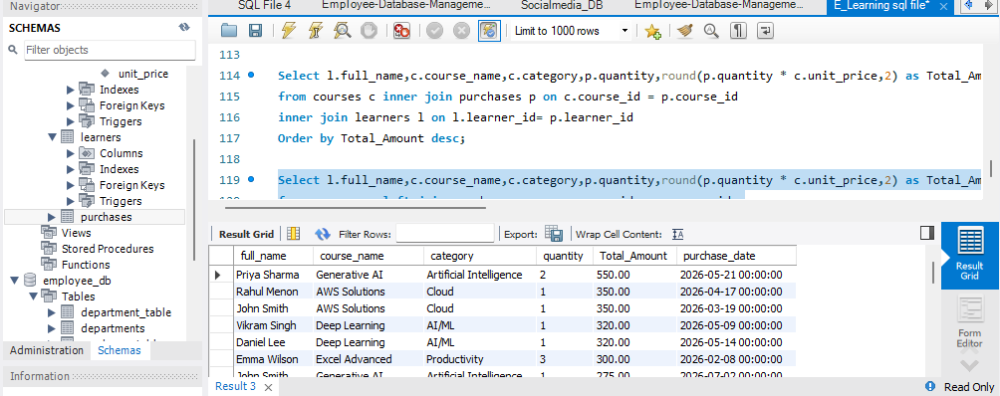 Navigator
SQL File 4
Employee-Database-Manageme...
Socialmedia_DB
Employee-Database-Manageme...
E_Learning sql file*
SCHEMAS
Filter objects
Limit to 1000 rows
unit_price
Indexes
Foreign Keys
Triggers
learners
Columns
Indexes
Foreign Keys
Triggers
purchases
Views
Stored Procedures
Functions
employee_db
Tables
department_table
departments
Administration Schemas
Information
113
114 Select l.full_name,c.course_name,c.category,p.quantity,round(p.quantity * c.unit_price,2) as Total_Am
115 from courses c inner join purchases p on c.course_id = p.course_id
116 inner join learners l on l.learner_id= p.learner_id
117 Order by Total_Amount desc;
118
119 Select l.full_name,c.course_name,c.category,p.quantity,round(p.quantity * c.unit_price,2) as Total_Am
Result Grid Filter Rows: Export: Wrap Cell Content:
full_name course_name category quantity Total_Amount purchase_date
Priya Sharma Generative AI Artificial Intelligence 2 550.00 2026-05-21 00:00:00
Rahul Menon AWS Solutions Cloud 1 350.00 2026-04-17 00:00:00
John Smith AWS Solutions Cloud 1 350.00 2026-03-19 00:00:00
Vikram Singh Deep Learning AI/ML 1 320.00 2026-05-09 00:00:00
Daniel Lee Deep Learning AI/ML 1 320.00 2026-05-14 00:00:00
Emma Wilson Excel Advanced Productivity 3 300.00 2026-02-08 00:00:00
John Smith Generative AI Artificial Intelligence 1 275.00 2026-07-02 00:00:00
Result 3
Result
Grid
Form
Editor
Read Only